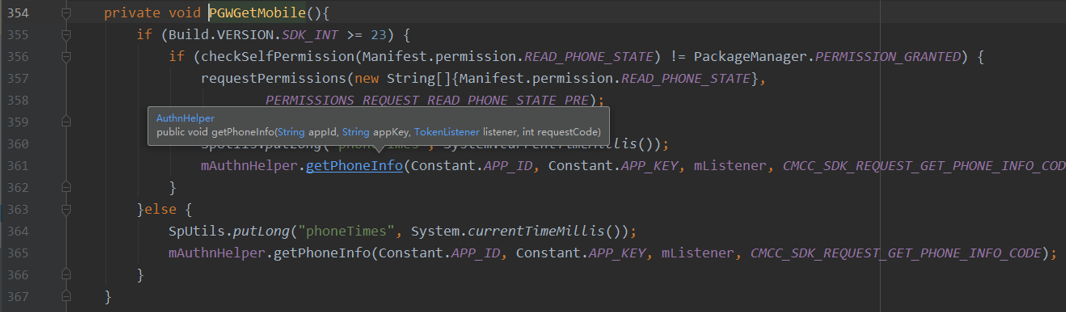 354 private void PGWGetMobile(){
355 if (Build.VERSION.SDK_INT >= 23) {
356 if (checkSelfPermission(Manifest.permission.READ_PHONE_STATE) != PackageManager.PERMISSION_GRANTED) {
357 requestPermissions(new String[]{Manifest.permission.READ_PHONE_STATE},
358 PERMISSIONS_REQUEST_READ_PHONE_STATE_PRE);
AuthnHelper
359
public void getPhoneInfo(String appId, String appKey, TokenListener listener, int requestCode)
360 SpUtils.putLong("phoneTimes", System.currentTimeMillis());
361 mAuthnHelper.getPhoneInfo(Constant.APP_ID, Constant.APP_KEY, mListener, CMCC_SDK_REQUEST_GET_PHONE_INFO_COD
362 }
363 }else {
364 SpUtils.putLong("phoneTimes", System.currentTimeMillis());
365 mAuthnHelper.getPhoneInfo(Constant.APP_ID, Constant.APP_KEY, mListener, CMCC_SDK_REQUEST_GET_PHONE_INFO_CODE);
366 }
367 }